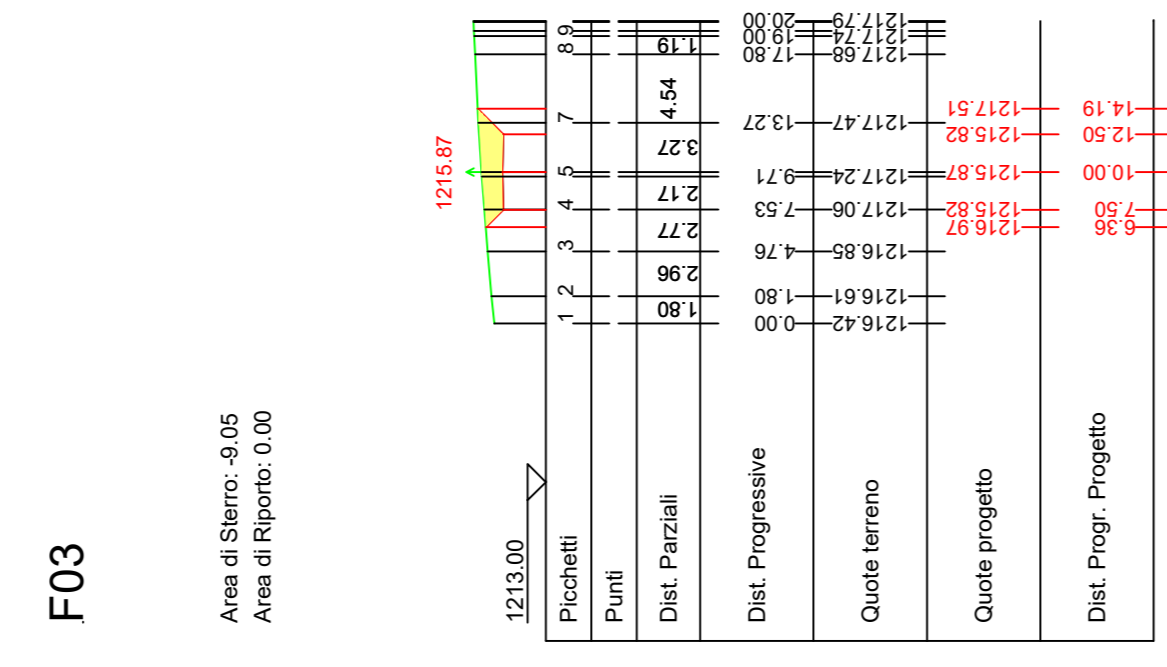 F03
Area di Sterro: -9.05
Area di Riporto: 0.00
1215.87
1213.00
Picchetti 1 2 3 4 5 7 8 9
Punti
Dist. Parziali 1.80 2.96 2.77 2.17 3.27 4.54 1.19
Dist. Progressive 0.00 1.80 4.76 7.53 9.71 13.27 17.80 19.00 20.00
Quote terreno 1216.42 1216.61 1216.85 1217.06 1217.24 1217.47 1217.68 1217.74 1217.79
Quote progetto 1216.97 1215.82 1215.87 1215.82 1217.51
Dist. Progr. Progetto 6.36 7.50 10.00 12.50 14.19